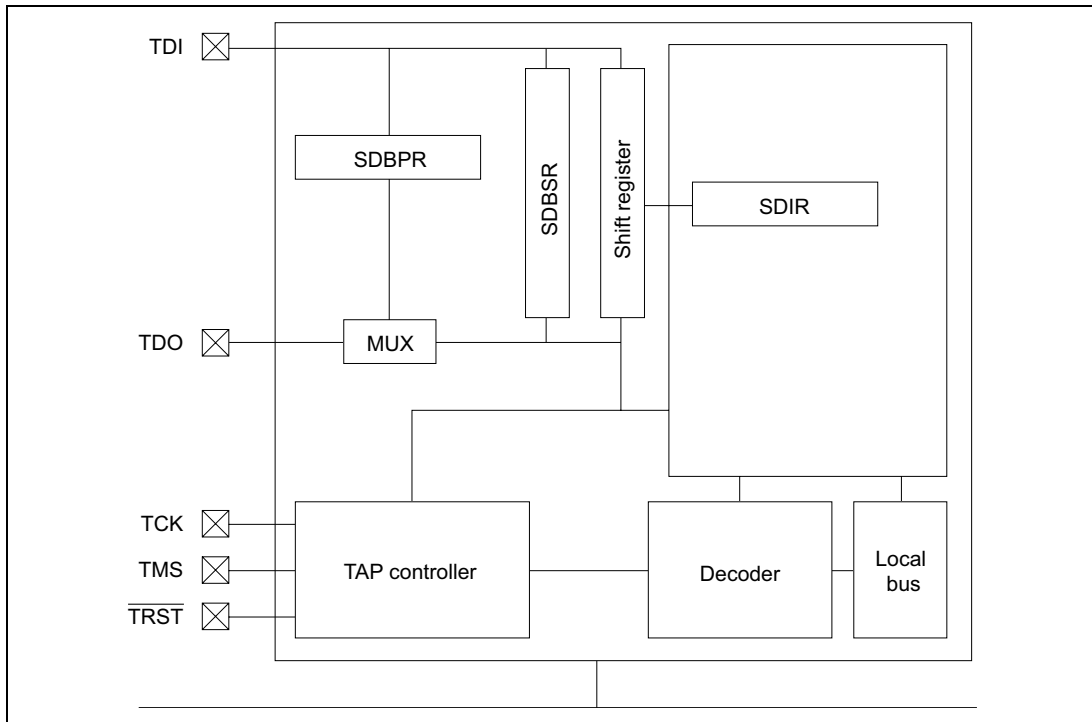 TDI
SDBPR
SDBSR
Shift register
SDIR
TDO
MUX
TCK
TMS
TRST
TAP controller
Decoder
Local
bus